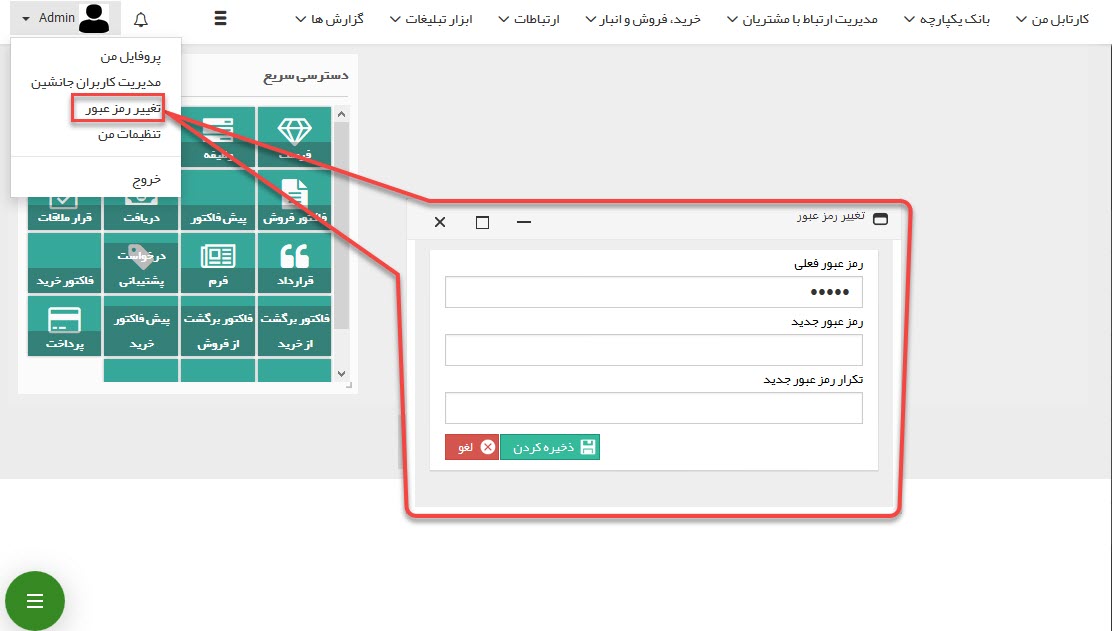 کارتابل من
بانک یکپارچه
مدیریت ارتباط با مشتریان
خرید، فروش و انبار
ارتباطات
ابزار تبلیغات
گزارش ها
Admin
پروفایل من
مدیریت کاربران جانشین
تغییر رمز عبور
تنظیمات من
خروج
دسترسی سریع
فرصت
وظیفه
فاکتور فروش
پیش فاکتور
دریافت
قرار ملاقات
قرارداد
فرم
درخواست
پشتیبانی
فاکتور خرید
فاکتور برگشت
از خرید
فاکتور برگشت
از فروش
پیش فاکتور
خرید
پرداخت
تغییر رمز عبور
رمز عبور فعلی
رمز عبور جدید
تکرار رمز عبور جدید
ذخیره کردن
لغو